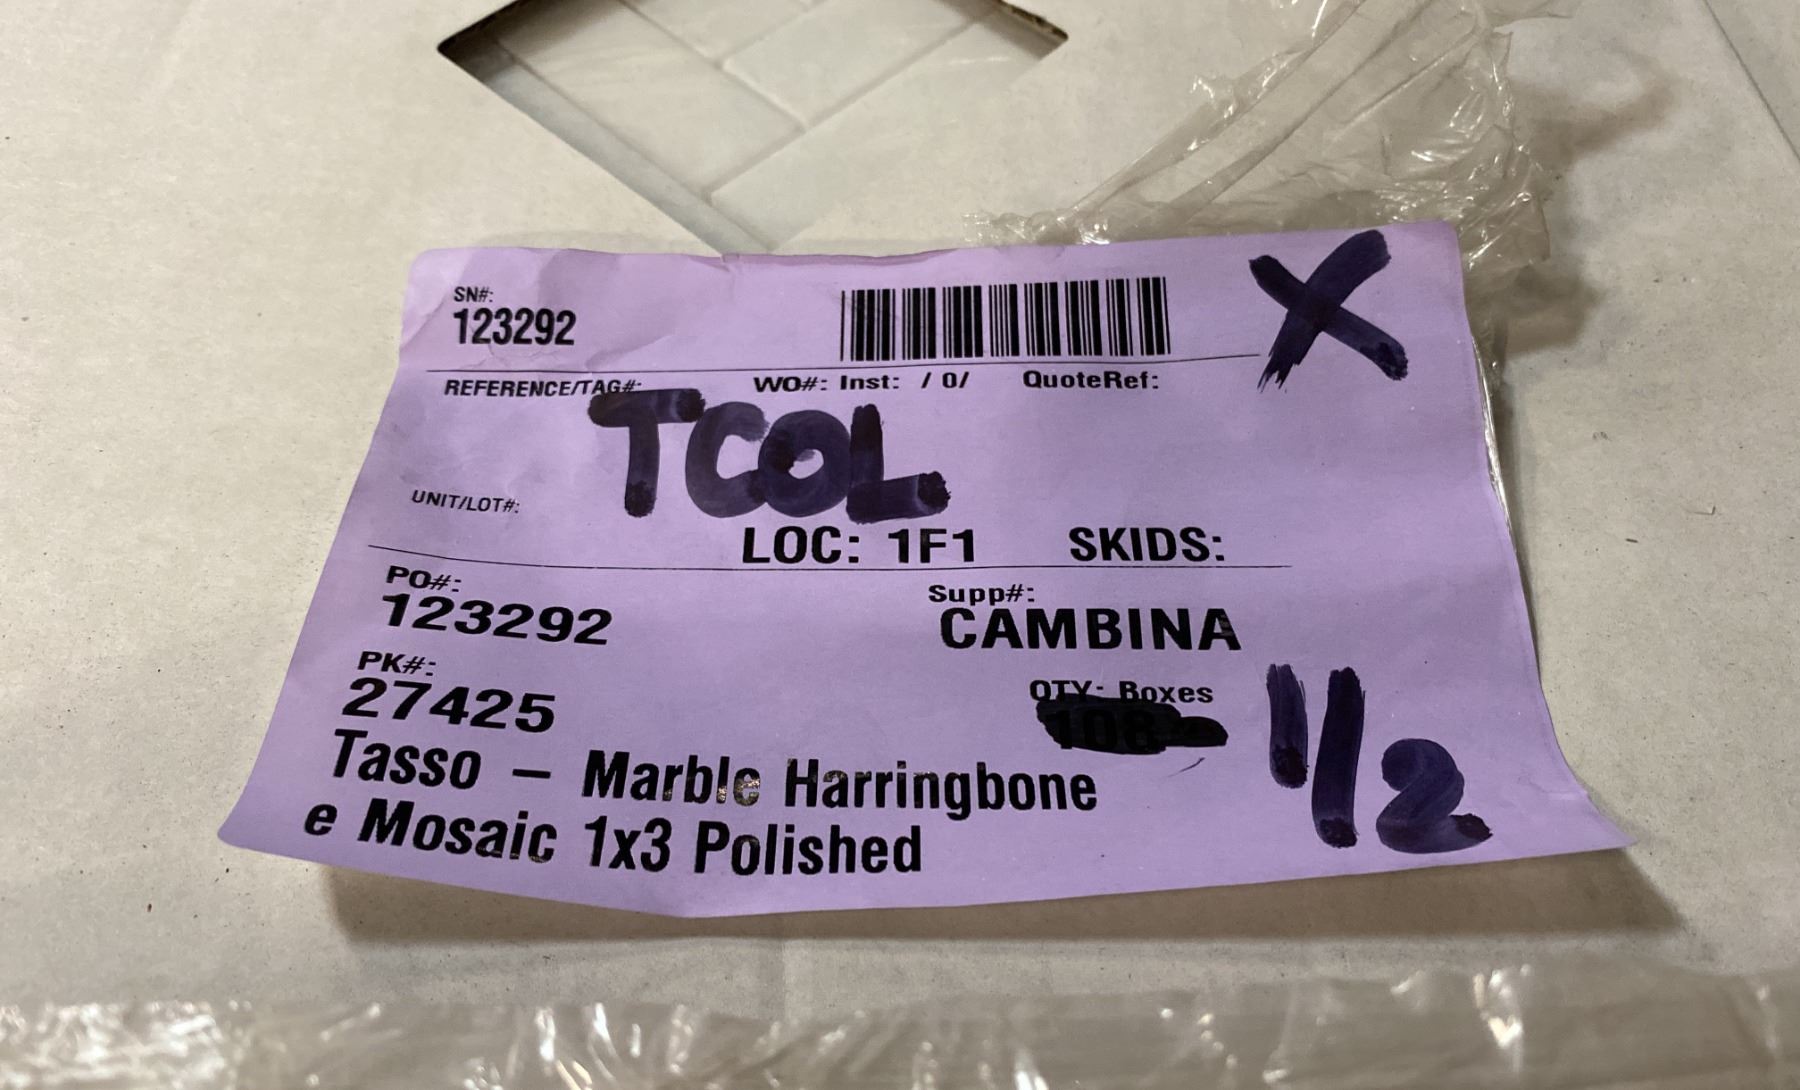 SN#:
123292
X
REFERENCE/TAG#: WO#: Inst: / 0/ QuoteRef:
TCOL
UNIT/LOT#:
LOC: 1F1 SKIDS:
PO#:
123292
Supp#:
CAMBINA
PK#:
27425
QTY: Boxes
108
1/2
Tasso – Marble Harringbone
e Mosaic 1x3 Polished